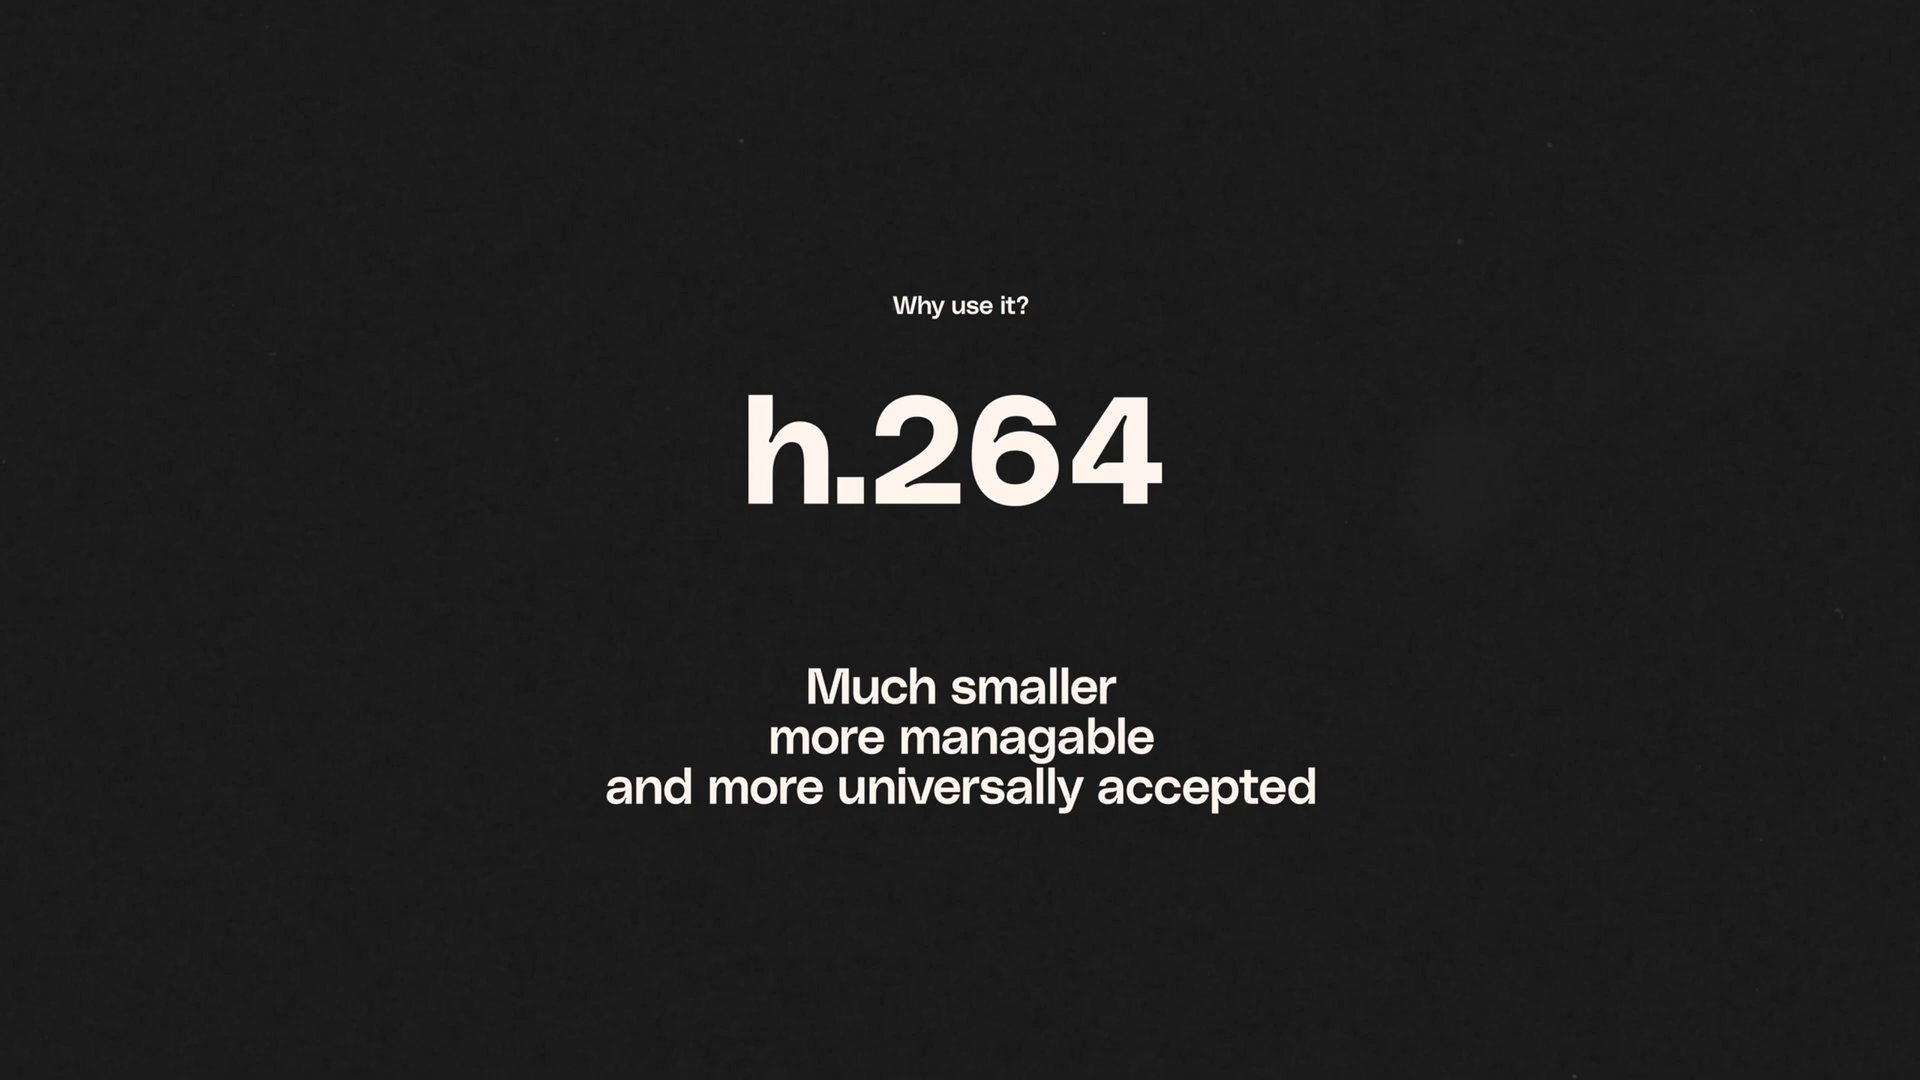 Why use it?
h.264
Much smaller
more managable
and more universally accepted